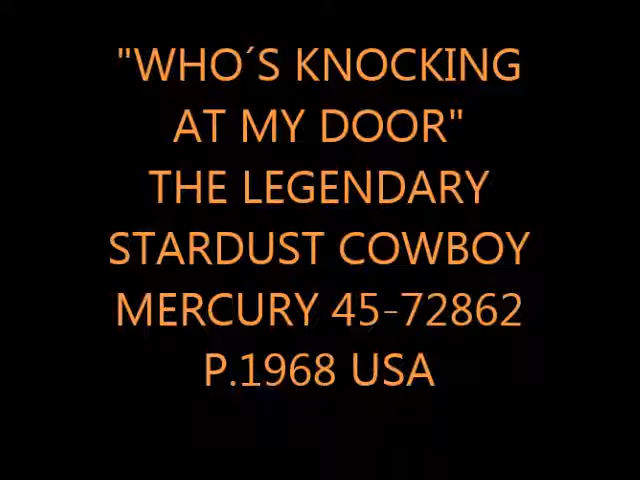 "WHO´S KNOCKING
AT MY DOOR"
THE LEGENDARY
STARDUST COWBOY
MERCURY 45-72862
P.1968 USA